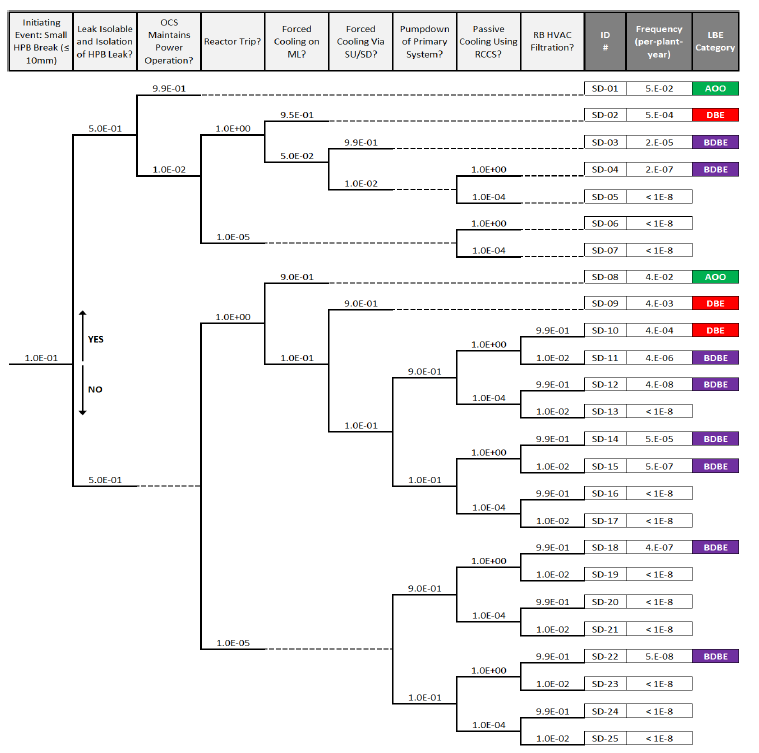 Initiating
Event: Small
HPB Break (≤
10mm)
Leak Isolable
and Isolation
of HPB Leak?
OCS
Maintains
Power
Operation?
Reactor Trip?
Forced
Cooling on
ML?
Forced
Cooling Via
SU/SD?
Pumpdown
of Primary
System?
Passive
Cooling Using
RCCS?
RB HVAC
Filtration?
ID
#
Frequency
(per-plant-
year)
LBE
Category
9.9E-01
SD-01 5.E-02 AOO
9.5E-01
SD-02 5.E-04 DBE
5.0E-01
1.0E+00
9.9E-01
SD-03 2.E-05 BDBE
5.0E-02
1.0E-02
1.0E+00
SD-04 2.E-07 BDBE
1.0E-02
1.0E-04
SD-05 < 1E-8
1.0E+00
SD-06 < 1E-8
1.0E-05
1.0E-04
SD-07 < 1E-8
9.0E-01
SD-08 4.E-02 AOO
9.0E-01
SD-09 4.E-03 DBE
1.0E+00
9.9E-01
SD-10 4.E-04 DBE
YES
1.0E+00
1.0E-01
1.0E-01
1.0E-02
SD-11 4.E-06 BDBE
9.0E-01
NO
9.9E-01
SD-12 4.E-08 BDBE
1.0E-04
1.0E-02
SD-13 < 1E-8
1.0E-01
9.9E-01
SD-14 5.E-05 BDBE
1.0E+00
1.0E-02
SD-15 5.E-07 BDBE
5.0E-01
1.0E-01
9.9E-01
SD-16 < 1E-8
1.0E-04
1.0E-02
SD-17 < 1E-8
9.9E-01
SD-18 4.E-07 BDBE
1.0E+00
1.0E-02
SD-19 < 1E-8
9.0E-01
9.9E-01
SD-20 < 1E-8
1.0E-04
1.0E-02
SD-21 < 1E-8
1.0E-05
9.9E-01
SD-22 5.E-08 BDBE
1.0E+00
1.0E-02
SD-23 < 1E-8
1.0E-01
9.9E-01
SD-24 < 1E-8
1.0E-04
1.0E-02
SD-25 < 1E-8